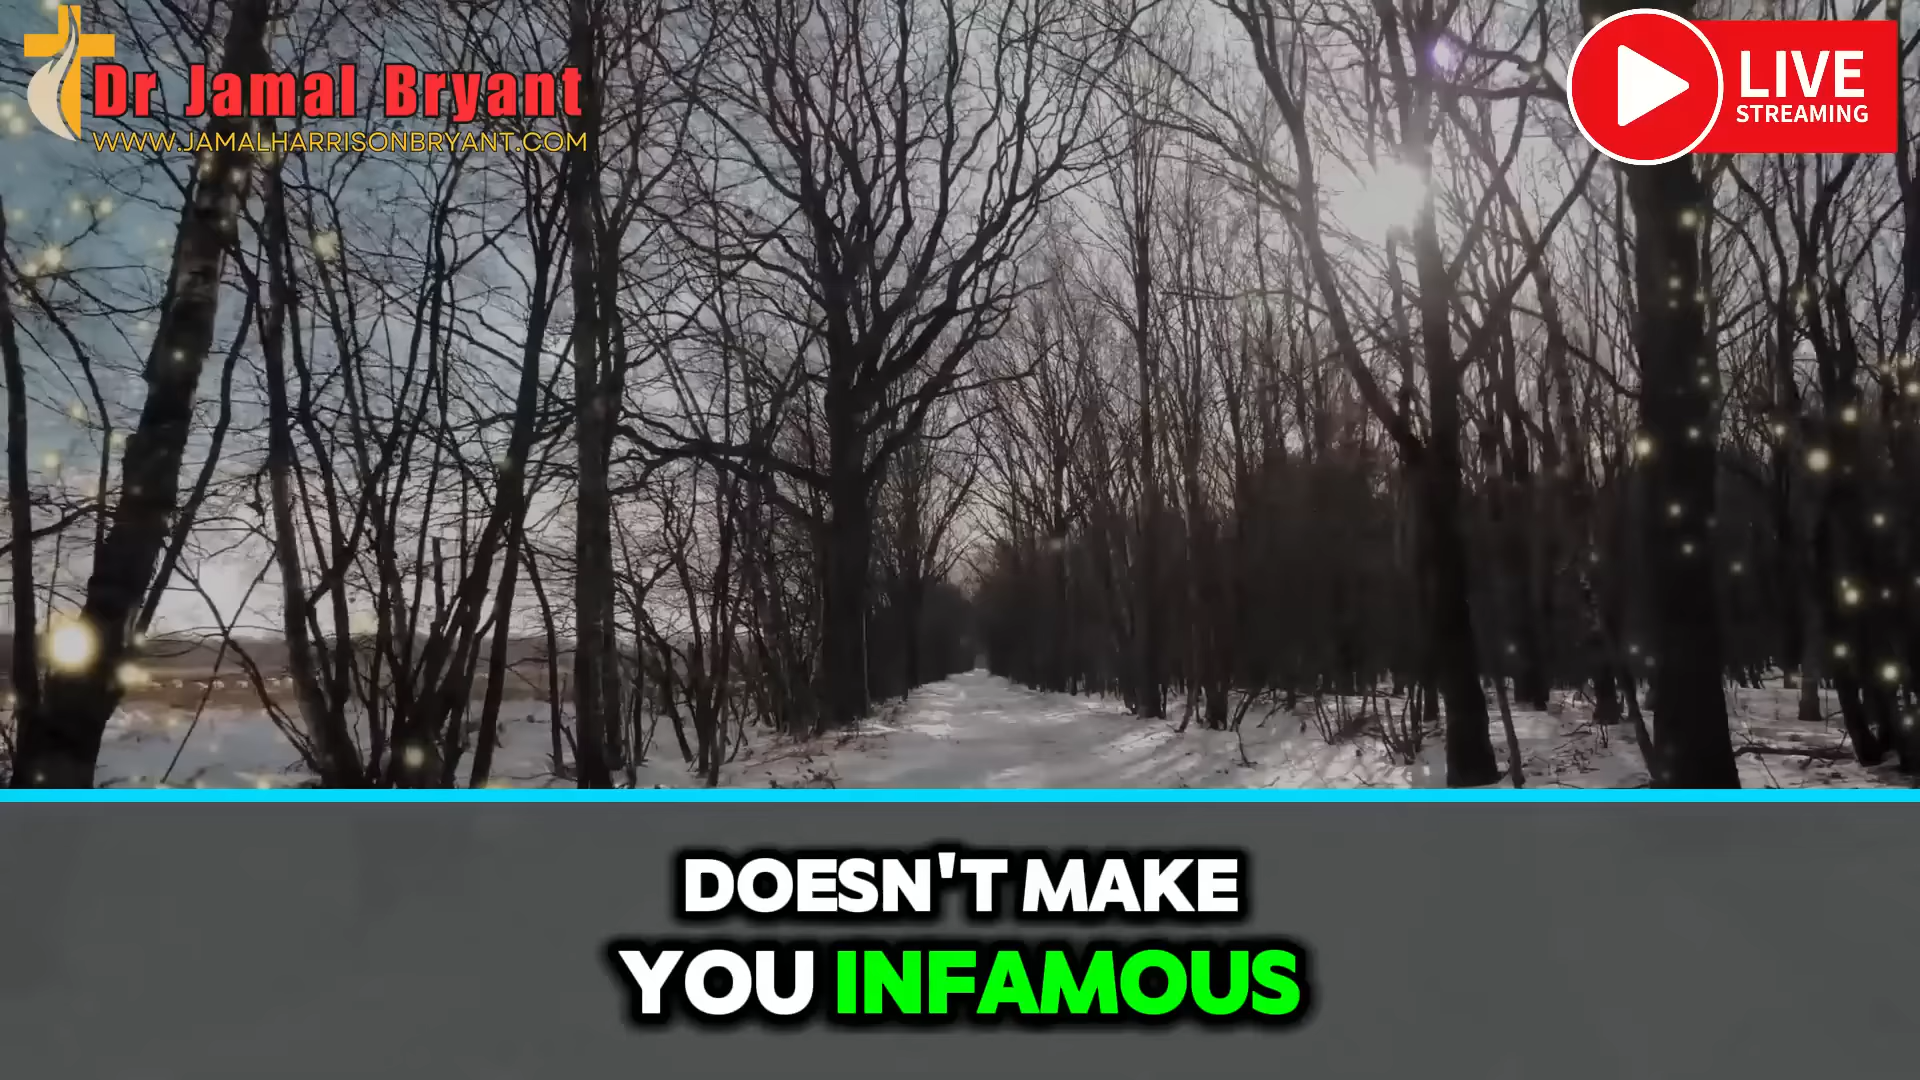 Dr Jamal Bryant
WWW.JAMALHARRISONBRYANT.COM
LIVE
STREAMING
DOESN'T MAKE
YOU INFAMOUS